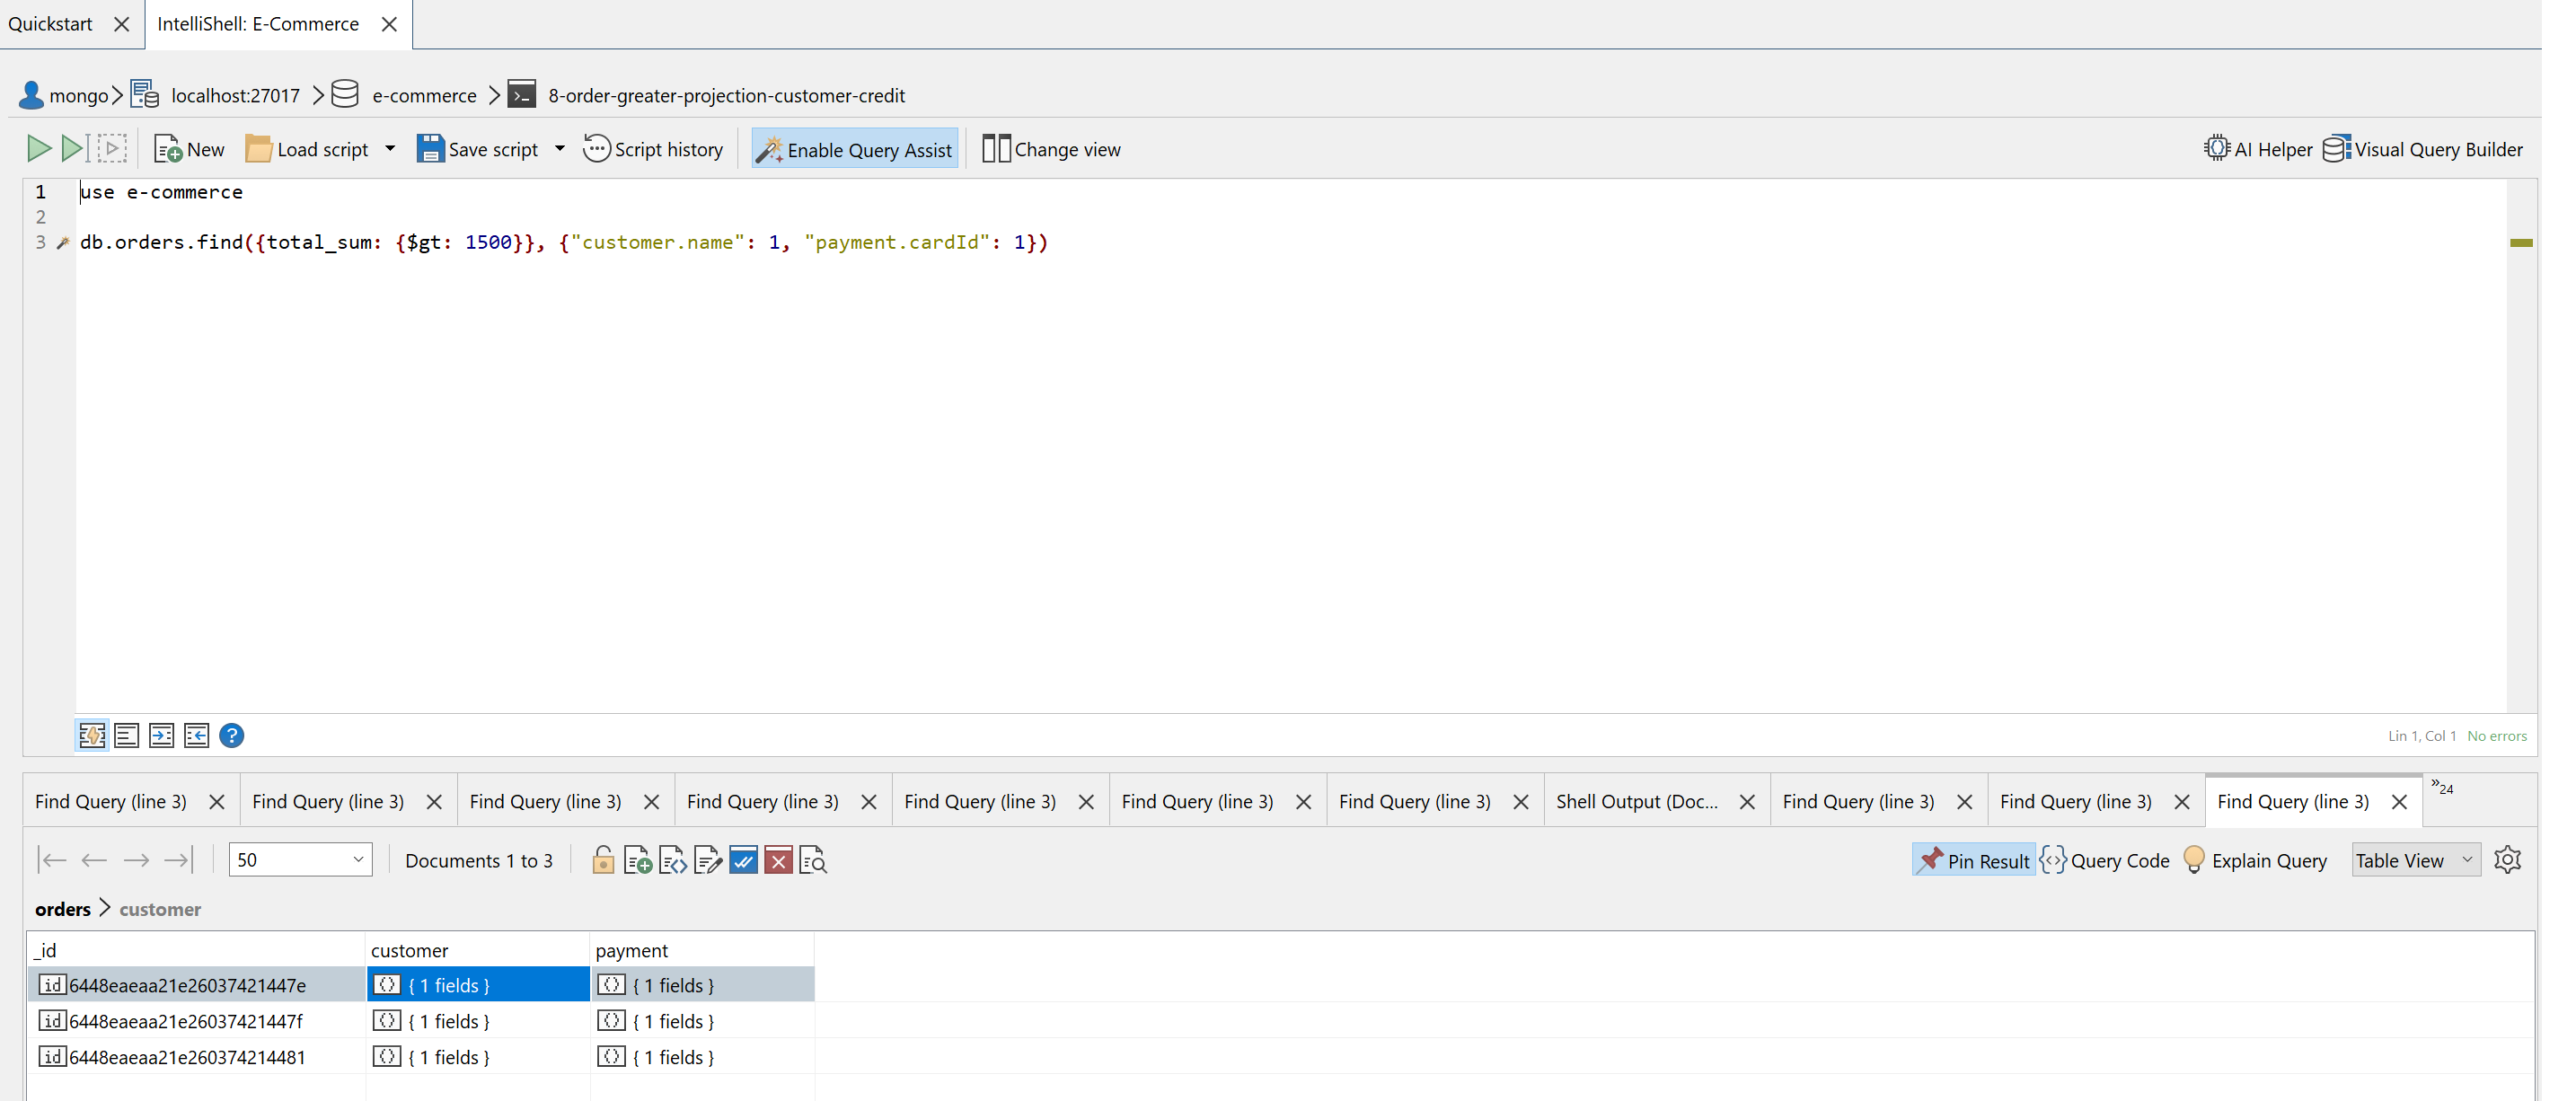 Quickstart IntelliShell: E-Commerce
mongo localhost:27017 e-commerce 8-order-greater-projection-customer-credit
New Load script Save script Script history Enable Query Assist Change view AI Helper Visual Query Builder
1 use e-commerce
2
3 db.orders.find({total_sum: {$gt: 1500}}, {"customer.name": 1, "payment.cardId": 1})
Lin 1, Col 1 No errors
Find Query (line 3) Find Query (line 3) Find Query (line 3) Find Query (line 3) Find Query (line 3) Find Query (line 3) Find Query (line 3) Shell Output (Doc... Find Query (line 3) Find Query (line 3) Find Query (line 3) »24
50 Documents 1 to 3 Pin Result Query Code Explain Query Table View
orders > customer
_id customer payment
id 6448eaeaa21e26037421447e { 1 fields } { 1 fields }
id 6448eaeaa21e26037421447f { 1 fields } { 1 fields }
id 6448eaeaa21e260374214481 { 1 fields } { 1 fields }